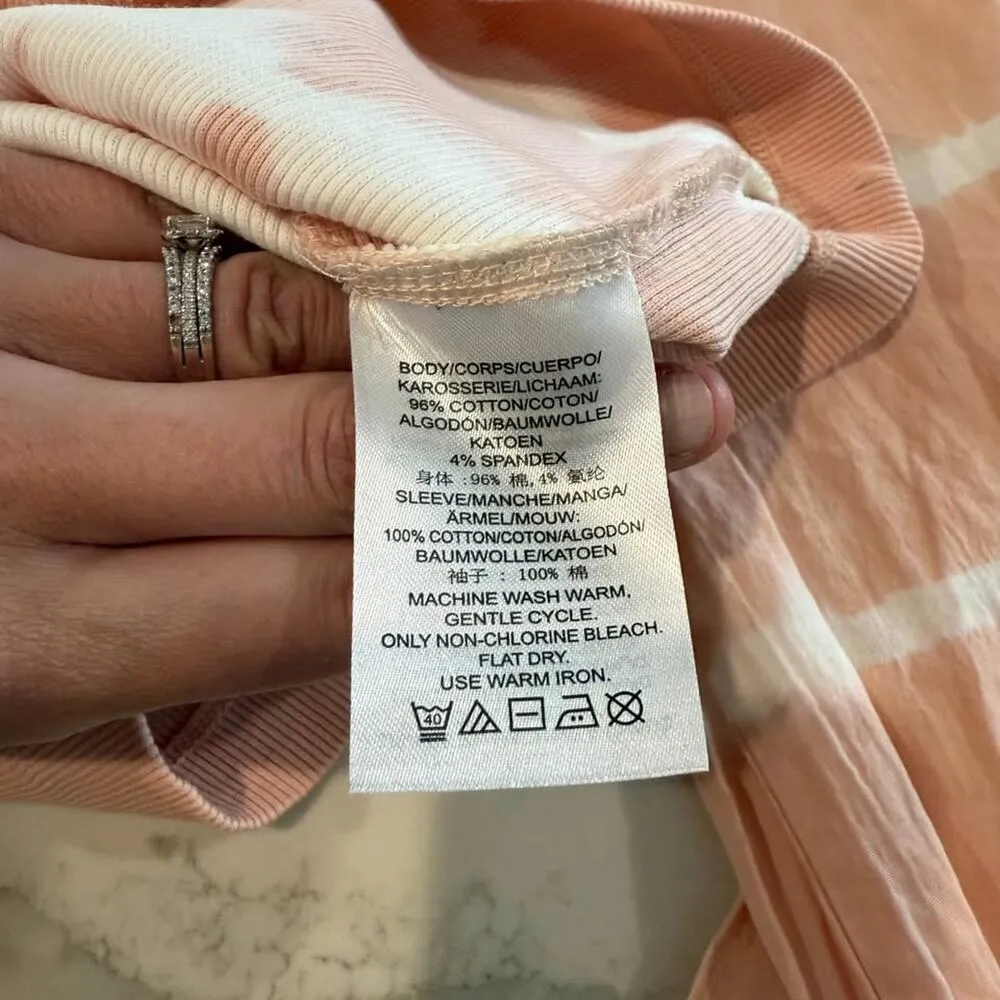 BODY/CORPS/CUERPO/
KAROSSERIE/LICHAAM:
96% COTTON/COTON/
ALGODÓN/BAUMWOLLE/
KATOEN
4% SPANDEX
身体 :96% 棉,4% 氨纶
SLEEVE/MANCHE/MANGA/
ÄRMEL/MOUW:
100% COTTON/COTON/ALGODÓN/
BAUMWOLLE/KATOEN
袖子 : 100% 棉
MACHINE WASH WARM.
GENTLE CYCLE.
ONLY NON-CHLORINE BLEACH.
FLAT DRY.
USE WARM IRON.
40